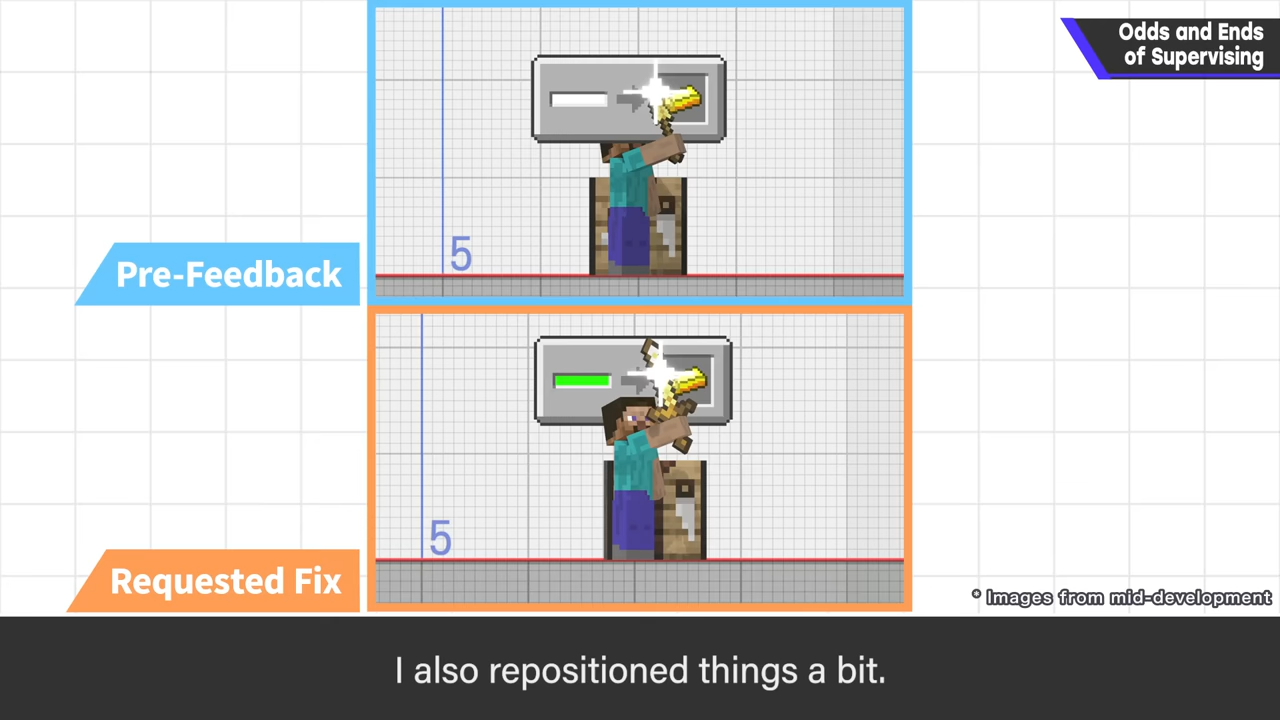 Odds and Ends
of Supervising
5
Pre-Feedback
5
Requested Fix
* Images from mid-development
I also repositioned things a bit.